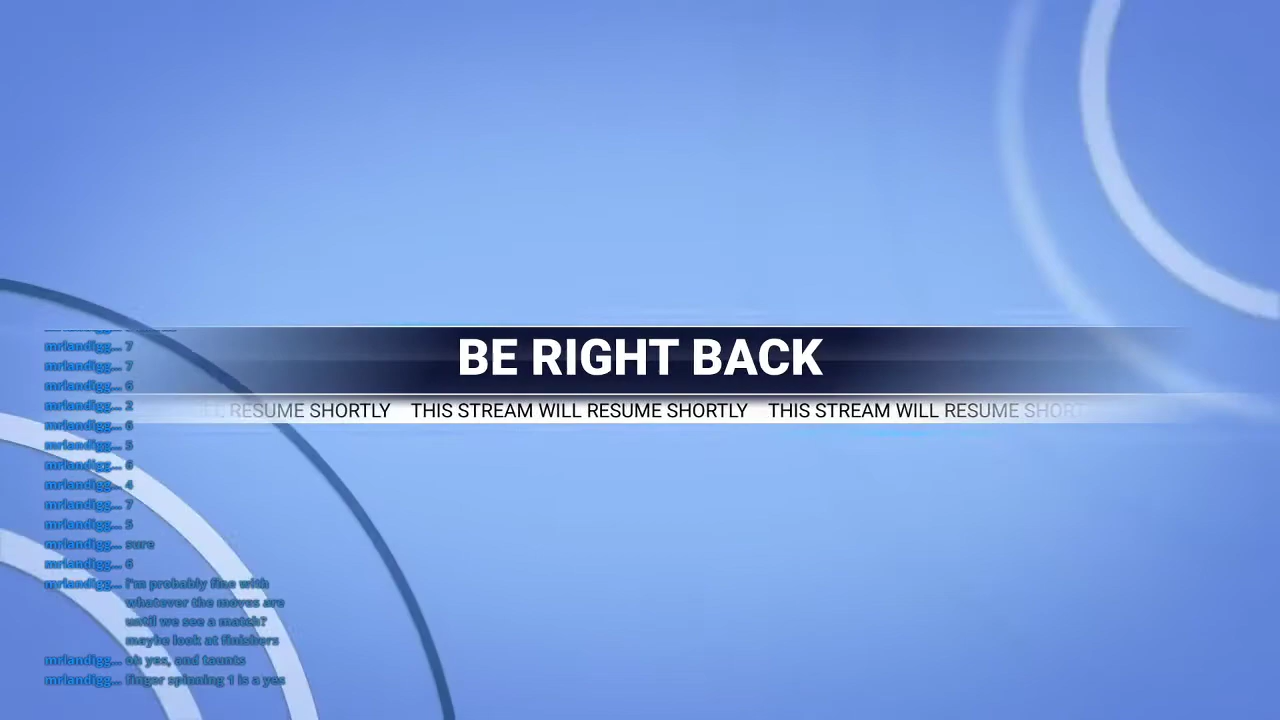 BE RIGHT BACK
LL RESUME SHORTLY THIS STREAM WILL RESUME SHORTLY THIS STREAM WILL RESUME SHORT
mrlandigg... 7
mrlandigg... 7
mrlandigg... 6
mrlandigg... 2
mrlandigg... 6
mrlandigg... 5
mrlandigg... 6
mrlandigg... 4
mrlandigg... 7
mrlandigg... 5
mrlandigg... sure
mrlandigg... 6
mrlandigg... I'm probably fine with
whatever the moves are
until we see a match?
maybe look at finishers
mrlandigg... oh yes, and taunts
mrlandigg... finger spinning 1 is a yes